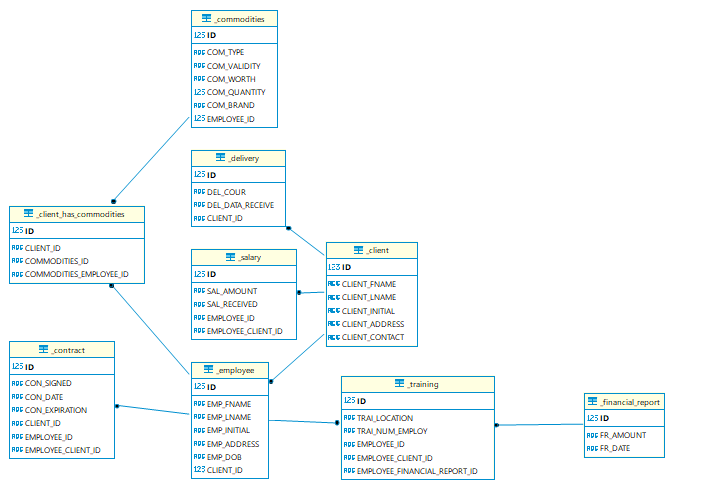 _commodities
123 ID
ABC COM_TYPE
ABC COM_VALIDITY
ABC COM_WORTH
123 COM_QUANTITY
ABC COM_BRAND
123 EMPLOYEE_ID
_delivery
123 ID
ABC DEL_COUR
ABC DEL_DATA_RECEIVE
ABC CLIENT_ID
_client_has_commodities
123 ID
ABC CLIENT_ID
ABC COMMODITIES_ID
ABC COMMODITIES_EMPLOYEE_ID
_salary
123 ID
ABC SAL_AMOUNT
ABC SAL_RECEIVED
ABC EMPLOYEE_ID
ABC EMPLOYEE_CLIENT_ID
_client
123 ID
ABC CLIENT_FNAME
ABC CLIENT_LNAME
ABC CLIENT_INITIAL
ABC CLIENT_ADDRESS
ABC CLIENT_CONTACT
_contract
123 ID
ABC CON_SIGNED
ABC CON_DATE
ABC CON_EXPIRATION
ABC CLIENT_ID
ABC EMPLOYEE_ID
ABC EMPLOYEE_CLIENT_ID
_employee
123 ID
ABC EMP_FNAME
ABC EMP_LNAME
ABC EMP_INITIAL
ABC EMP_ADDRESS
ABC EMP_DOB
123 CLIENT_ID
_training
123 ID
ABC TRAI_LOCATION
ABC TRAI_NUM_EMPLOY
ABC EMPLOYEE_ID
ABC EMPLOYEE_CLIENT_ID
ABC EMPLOYEE_FINANCIAL_REPORT_ID
_financial_report
123 ID
ABC FR_AMOUNT
ABC FR_DATE